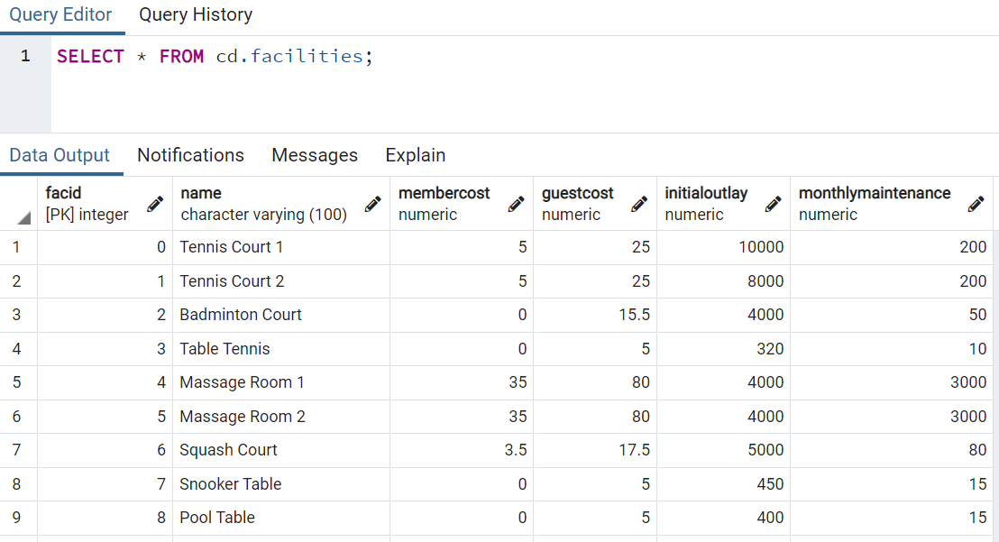 Query Editor Query History
1 SELECT * FROM cd.facilities;
Data Output Notifications Messages Explain
facid name membercost guestcost initialoutlay monthlymaintenance
[PK] integer character varying (100) numeric numeric numeric numeric
1 0 Tennis Court 1 5 25 10000 200
2 1 Tennis Court 2 5 25 8000 200
3 2 Badminton Court 0 15.5 4000 50
4 3 Table Tennis 0 5 320 10
5 4 Massage Room 1 35 80 4000 3000
6 5 Massage Room 2 35 80 4000 3000
7 6 Squash Court 3.5 17.5 5000 80
8 7 Snooker Table 0 5 450 15
9 8 Pool Table 0 5 400 15